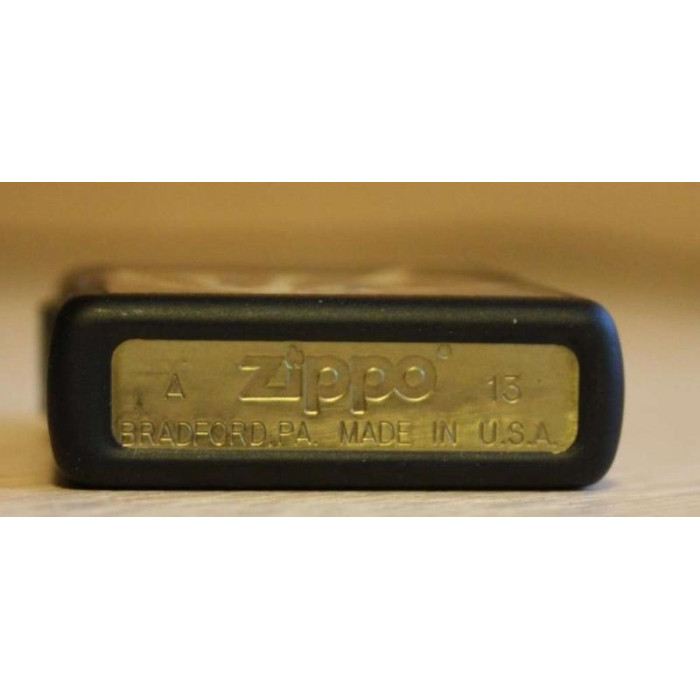 A zippo® 13
BRADFORD,PA. MADE IN U.S.A.